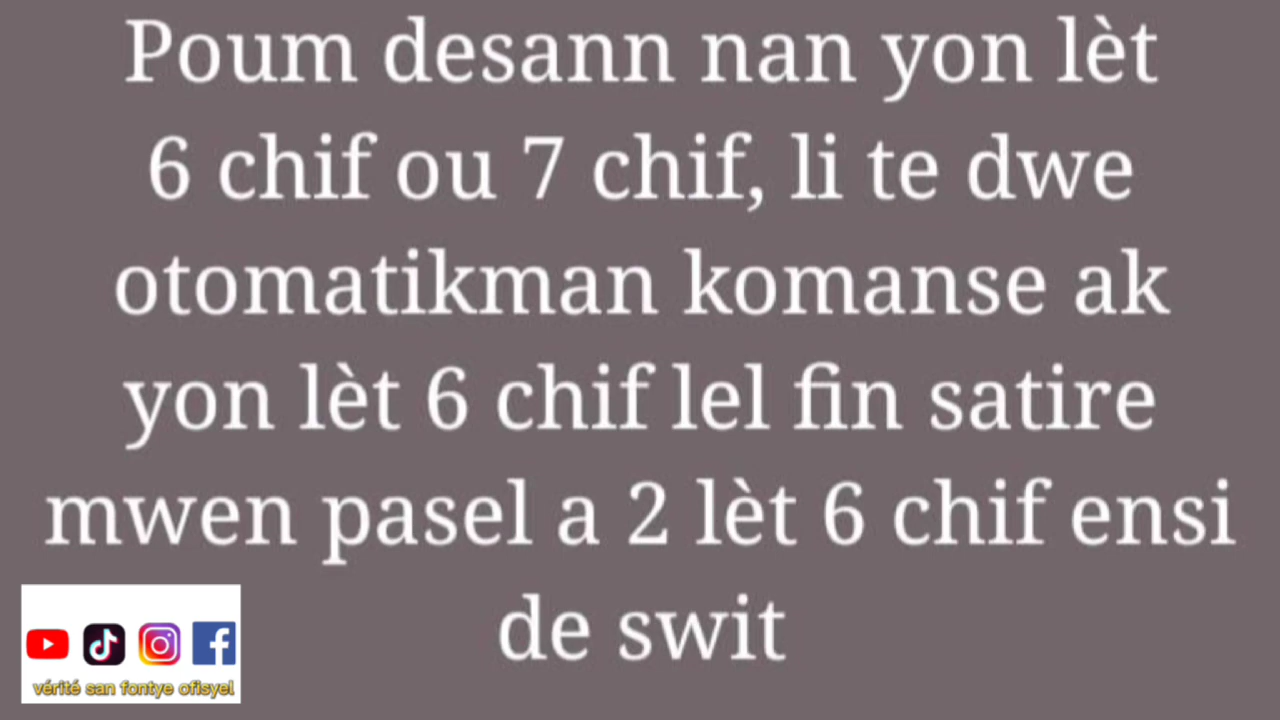 Poum desann nan yon lèt
6 chif ou 7 chif, li te dwe
otomatikman komanse ak
yon lèt 6 chif lel fin satire
mwen pasel a 2 lèt 6 chif ensi
de swit
vérité san fontye ofisyel